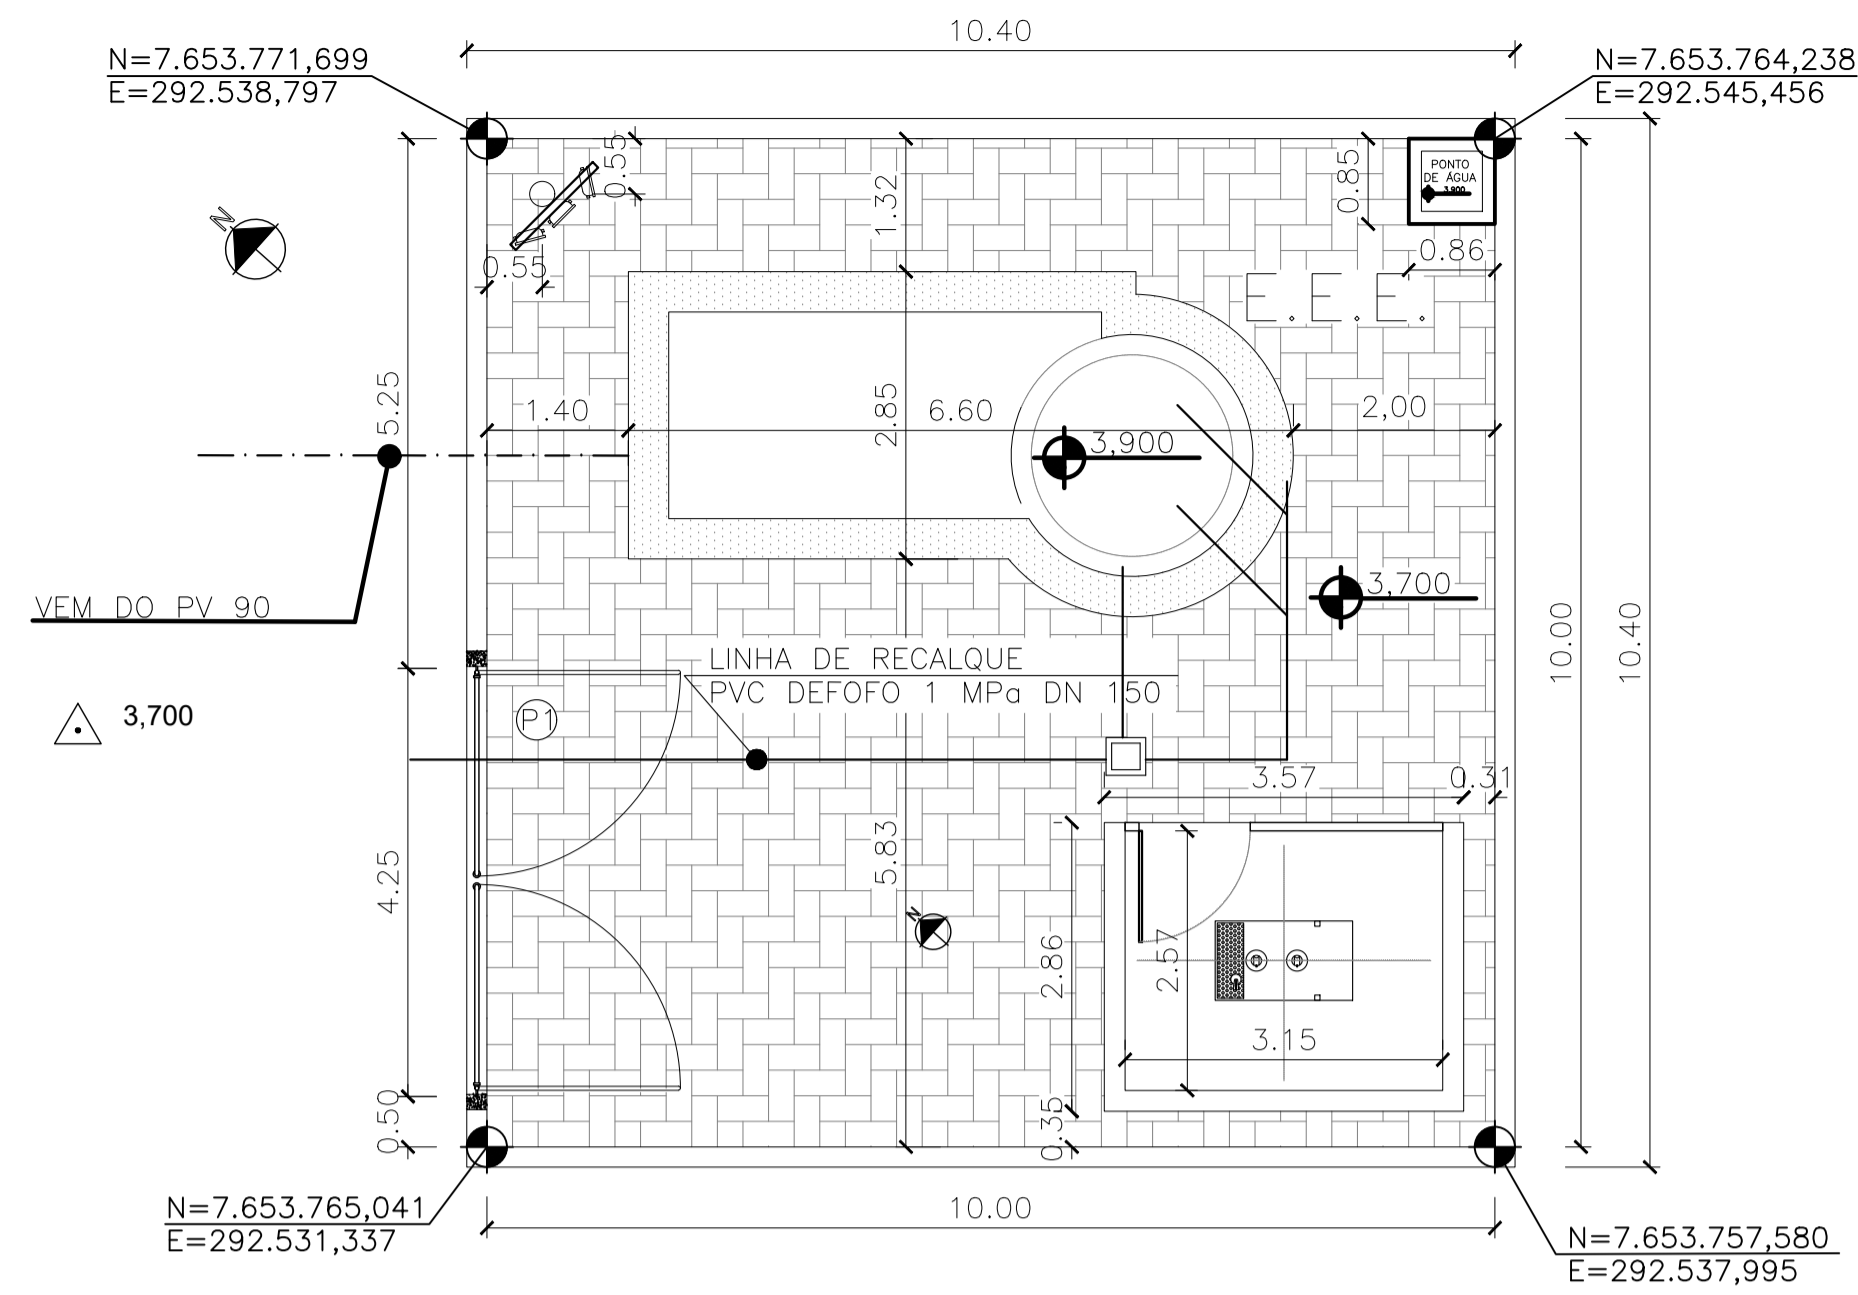 10.40
N=7.653.771,699
E=292.538,797
N=7.653.764,238
E=292.545,456
N
0.55
0.55
1.32
0.85
PONTO
DE ÁGUA
3,900
0.86
5.25
1.40
2.85
6.60
2,00
3,900
3,700
VEM DO PV 90
10.00
10.40
LINHA DE RECALQUE
PVC DEFOFO 1 MPa DN 150
P1
3,700
3.57
0.31
4.25
5.83
N
2.86
2.57
3.15
0.50
0.35
N=7.653.765,041
E=292.531,337
10.00
N=7.653.757,580
E=292.537,995